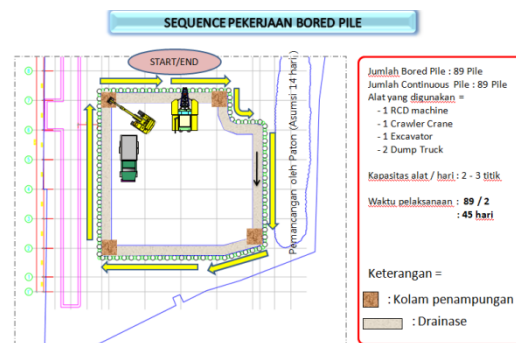 SEQUENCE PEKERJAAN BORED PILE
START/END
Pemancangan oleh Paton (Asumsi 14 hari)
Jumlah Bored Pile : 89 Pile
Jumlah Continuous Pile : 89 Pile
Alat yang digunakan =
- 1 RCD machine
- 1 Crawler Crane
- 1 Excavator
- 2 Dump Truck
Kapasitas alat / hari : 2 - 3 titik
Waktu pelaksanaan : 89 / 2
: 45 hari
Keterangan =
: Kolam penampungan
: Drainase